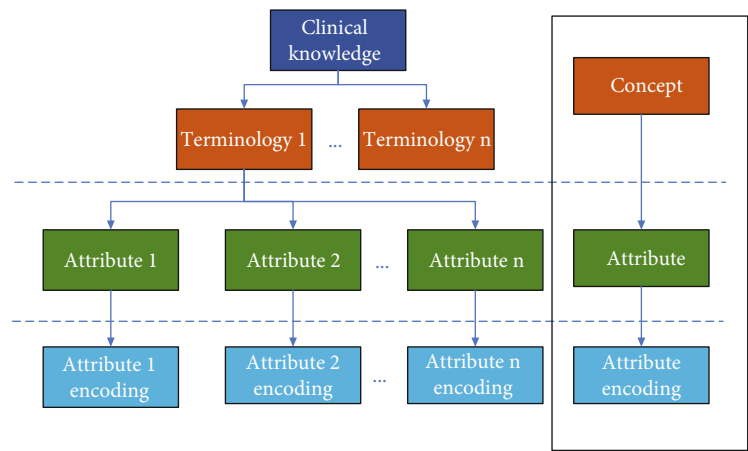 Clinical
knowledge
Concept
Terminology 1
...
Terminology n
Attribute 1
Attribute 2
...
Attribute n
Attribute
Attribute 1
encoding
Attribute 2
encoding
...
Attribute n
encoding
Attribute
encoding